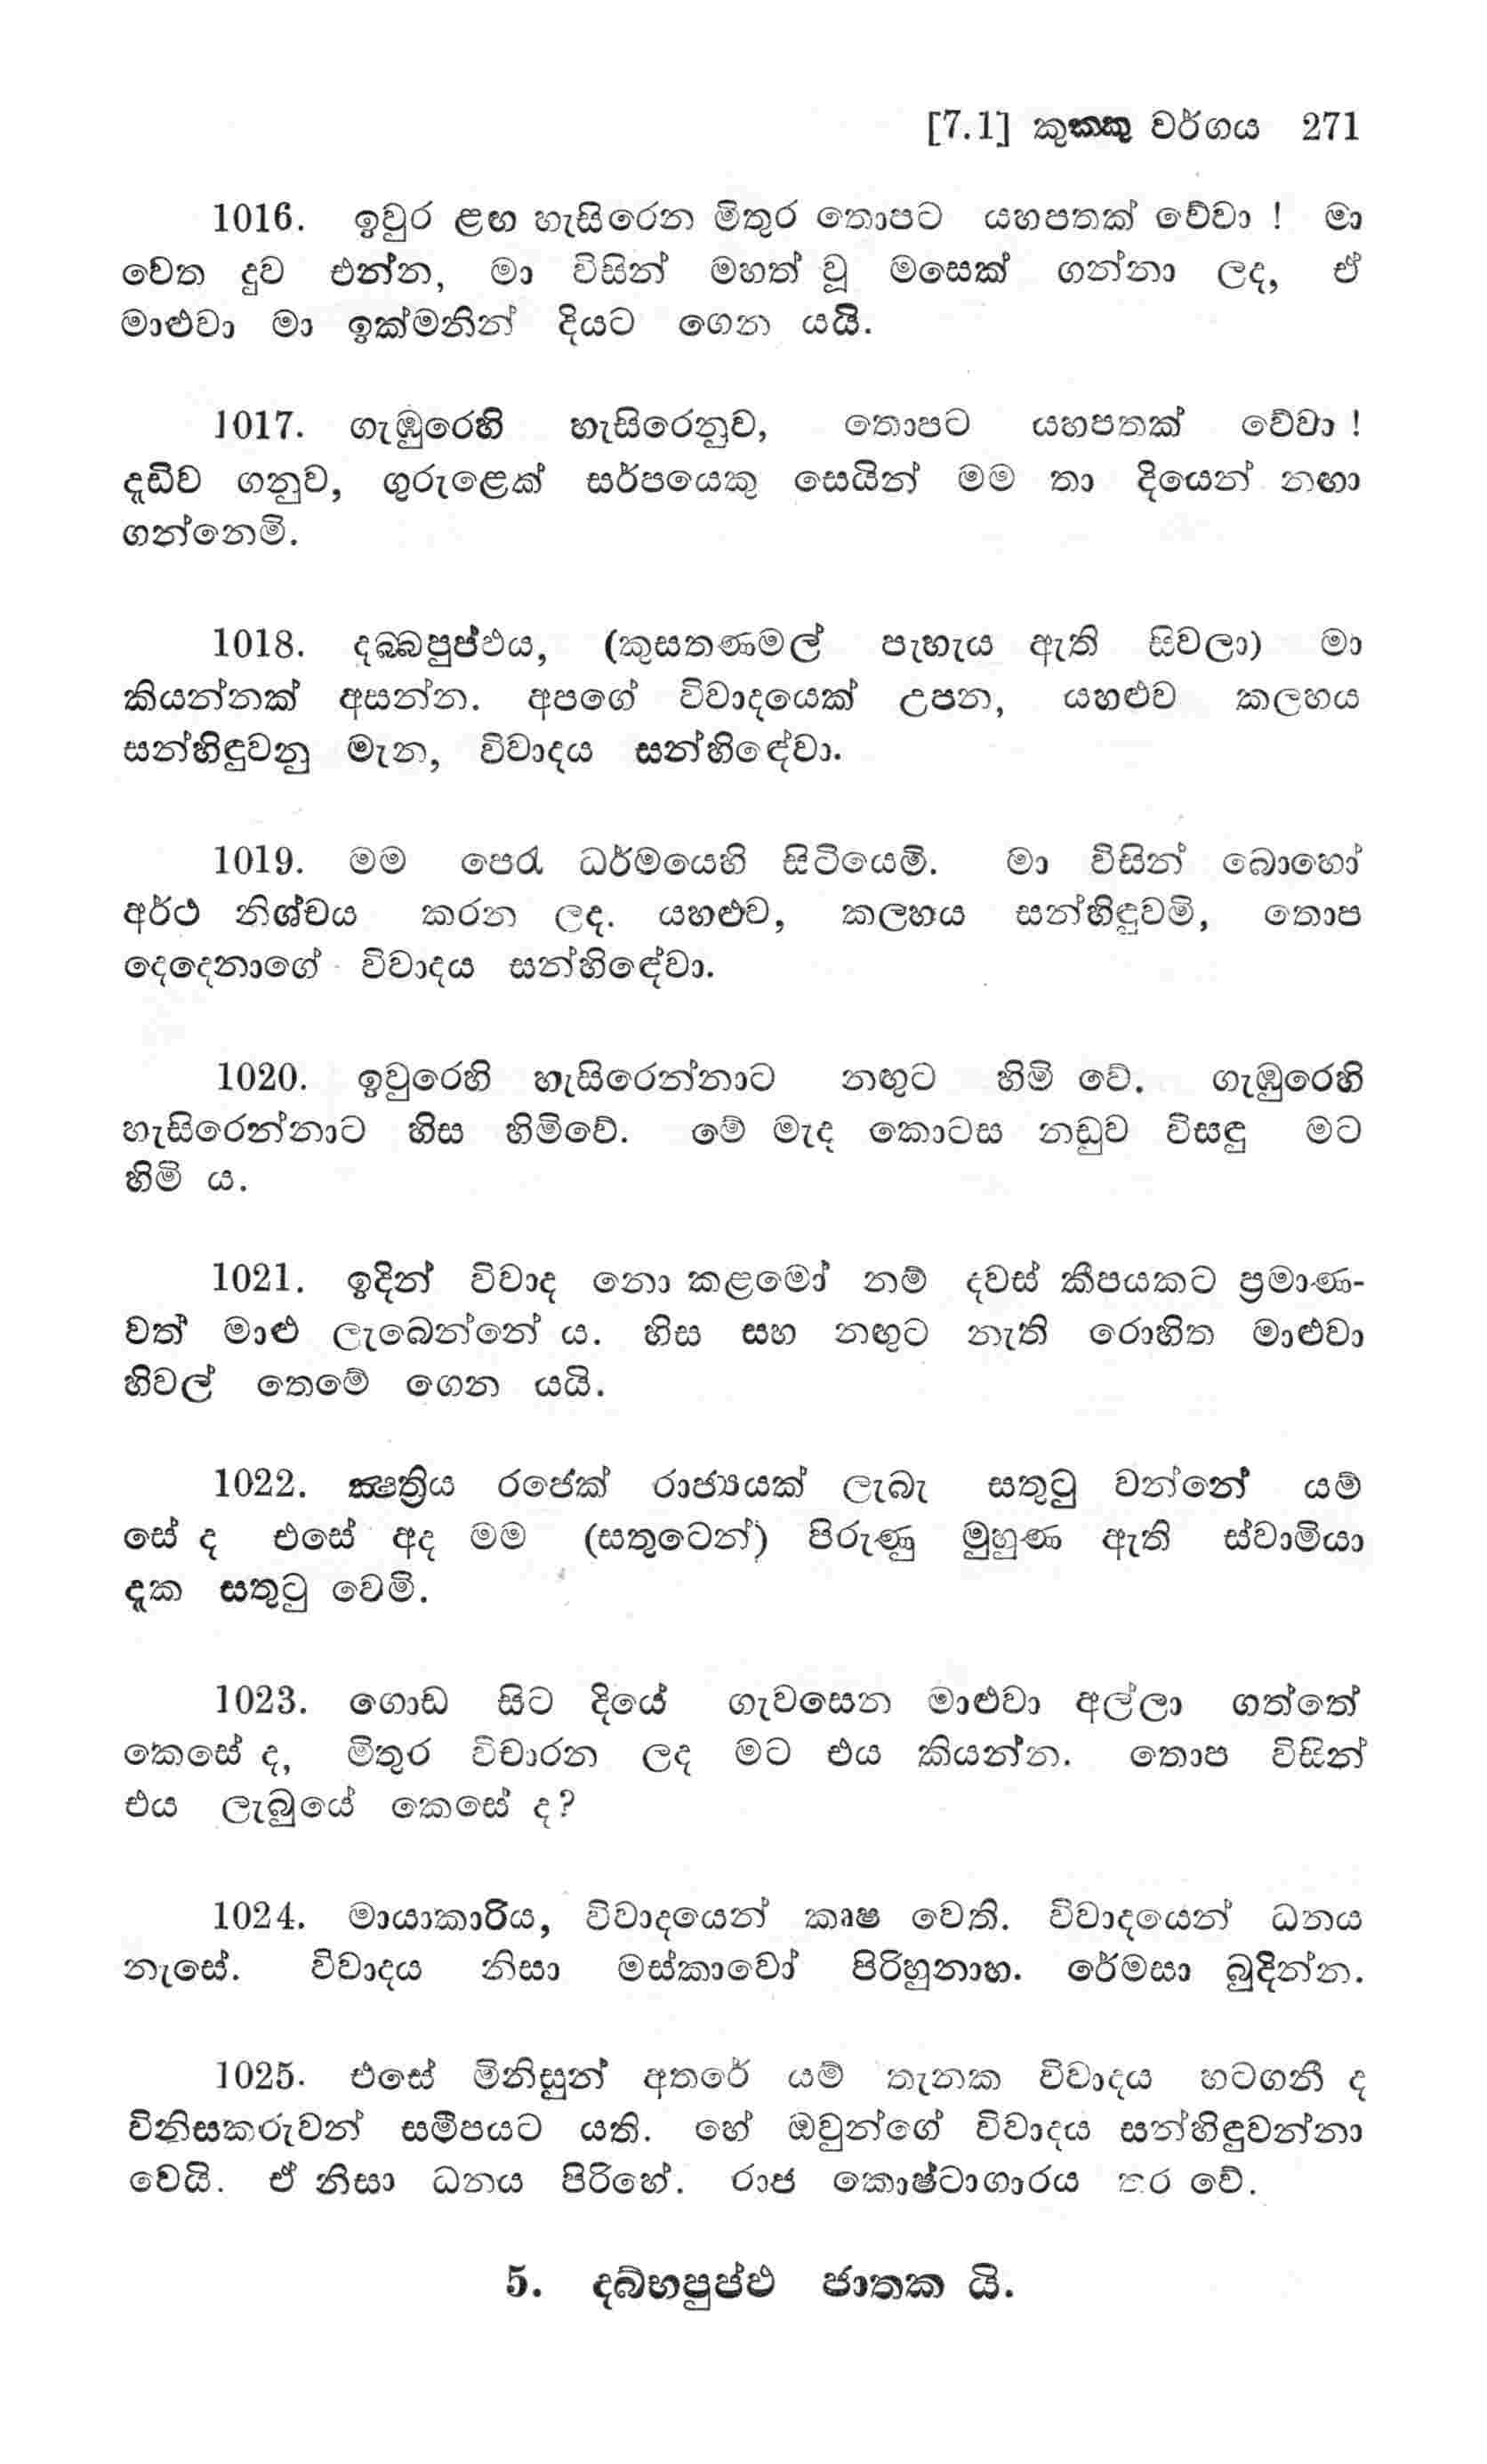 [7.1] කුක්කු වර්ගය 271
1016. ඉවුර ළඟ හැසිරෙන මිතුර තොපට යහපතක් වේවා ! මා
වෙත දුව එන්න, මා විසින් මහත් වූ මසෙක් ගන්නා ලද, ඒ
මාළුවා මා ඉක්මනින් දියට ගෙන යයි.
1017. ගැඹුරෙහි හැසිරෙනුව, තොපට යහපතක් වේවා !
දැඩිව ගනුව, ගුරුළෙක් සර්පයෙකු සෙයින් මම තා දියෙන් නඟා
ගන්නෙමි.
1018. දබ්බපුප්ඵය, (කුසතණමල් පැහැය ඇති සිවලා) මා
කියන්නක් අසන්න. අපගේ විවාදයෙක් උපන, යහළුව කලහය
සන්හිඳුවනු මැන, විවාදය සන්හිඳේවා.
1019. මම පෙර ධර්මයෙහි සිටියෙමි. මා විසින් බොහෝ
අර්ථ නිශ්චය කරන ලද. යහළුව, කලහය සන්හිඳුවමි, තොප
දෙදෙනාගේ විවාදය සන්හිඳේවා.
1020. ඉවුරෙහි හැසිරෙන්නාට නඟුට හිමි වේ. ගැඹුරෙහි
හැසිරෙන්නාට හිස හිමිවේ. මේ මැද කොටස නඩුව විසඳු මට
හිමි ය.
1021. ඉදින් විවාද නො කළමෝ නම් දවස් කීපයකට ප්‍රමාණ-
වත් මාළු ලැබෙන්නේ ය. හිස සහ නඟුට නැති රොහිත මාළුවා
හිවල් තෙමේ ගෙන යයි.
1022. ක්‍ෂත්‍රිය රජෙක් රාජ්‍යයක් ලැබැ සතුටු වන්නේ යම්
සේ ද එසේ අද මම (සතුටෙන්) පිරුණු මුහුණ ඇති ස්වාමියා
දැක සතුටු වෙමි.
1023. ගොඩ සිට දියේ ගැවසෙන මාළුවා අල්ලා ගත්තේ
කෙසේ ද, මිතුර විචාරන ලද මට එය කියන්න. තොප විසින්
එය ලැබුයේ කෙසේ ද?
1024. මායාකාරිය, විවාදයෙන් කෘෂ වෙති. විවාදයෙන් ධනය
නැසේ. විවාදය නිසා මස්කාවෝ පිරිහුනාහ. රේමසා බුදින්න.
1025. එසේ මිනිසුන් අතරේ යම් තැනක විවාදය හටගනී ද
විනිසකරුවන් සමීපයට යති. හේ ඔවුන්ගේ විවාදය සන්හිඳුවන්නා
වෙයි. ඒ නිසා ධනය පිරිහේ. රාජ කොෂ්ටාගාරය තර වේ.
5. දබ්භපුප්ඵ ජාතක යි.